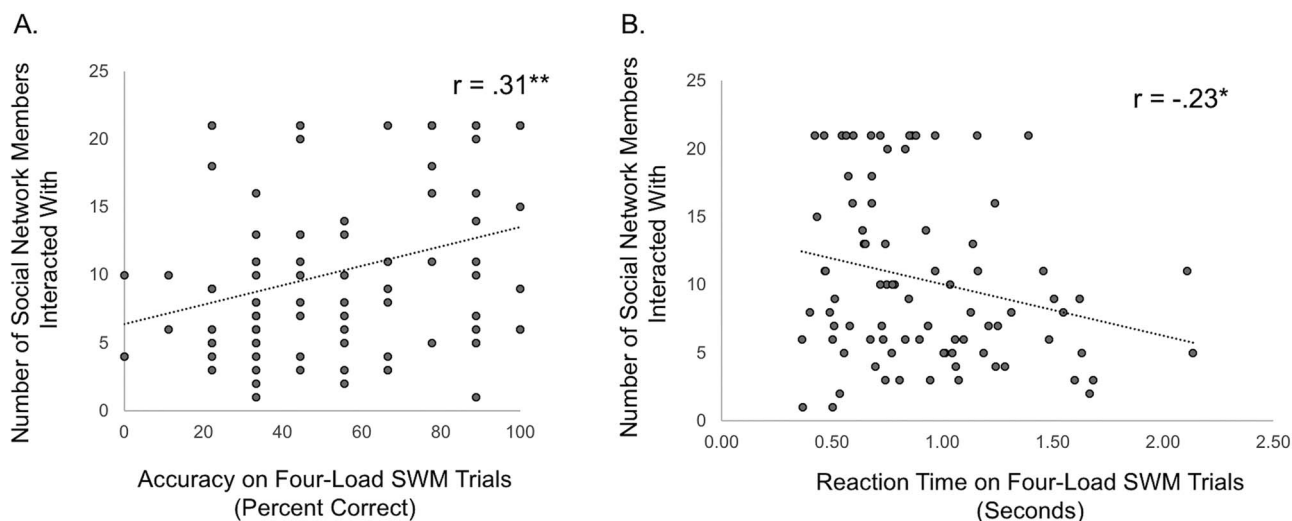 A.
Number of Social Network Members
Interacted With
25
20
15
10
5
0
r = .31**
0 20 40 60 80 100
Accuracy on Four-Load SWM Trials
(Percent Correct)
B.
Number of Social Network Members
Interacted With
25
20
15
10
5
0
r = -.23*
0.00 0.50 1.00 1.50 2.00 2.50
Reaction Time on Four-Load SWM Trials
(Seconds)